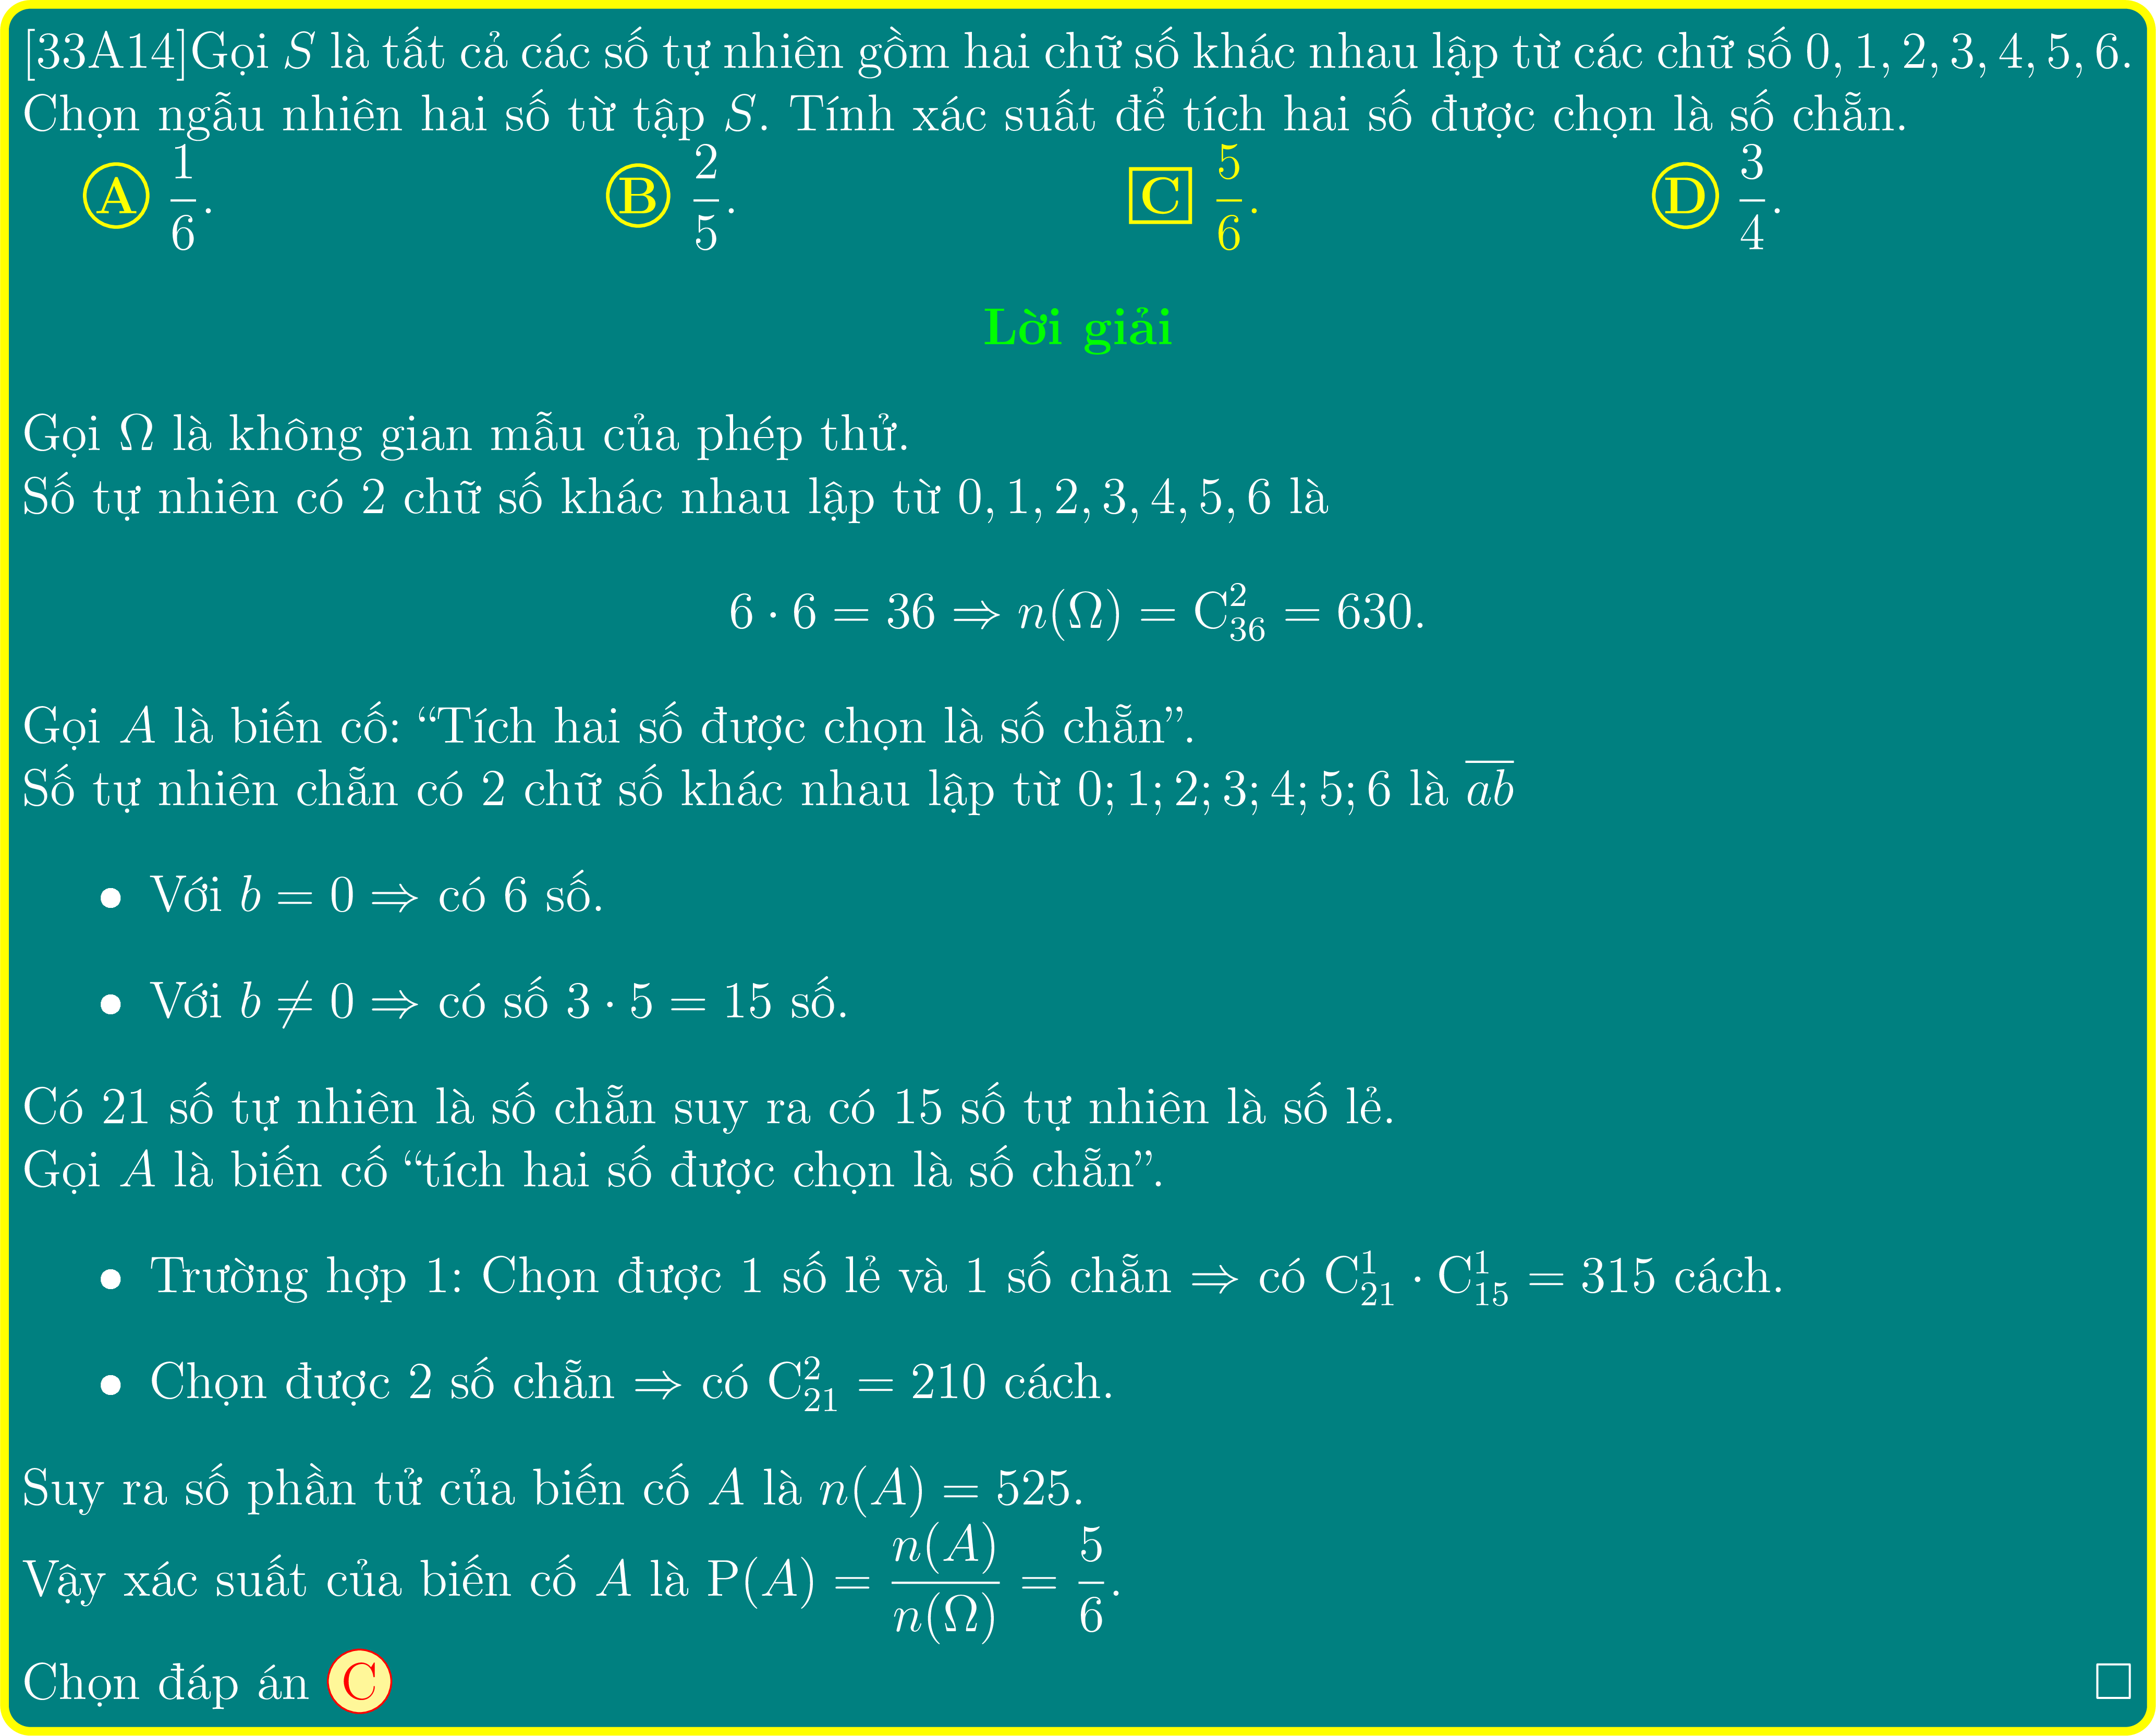 [33A14]Gọi S là tất cả các số tự nhiên gồm hai chữ số khác nhau lập từ các chữ số 0, 1, 2, 3, 4, 5, 6.
Chọn ngẫu nhiên hai số từ tập S. Tính xác suất để tích hai số được chọn là số chẵn.
A $\frac{1}{6}$. B $\frac{2}{5}$. C $\frac{5}{6}$. D $\frac{3}{4}$.
Lời giải
Gọi Ω là không gian mẫu của phép thử.
Số tự nhiên có 2 chữ số khác nhau lập từ 0, 1, 2, 3, 4, 5, 6 là
$6 \cdot 6 = 36 \Rightarrow n(\Omega) = \mathrm{C}_{36}^{2} = 630.$
Gọi A là biến cố: “Tích hai số được chọn là số chẵn”.
Số tự nhiên chẵn có 2 chữ số khác nhau lập từ 0; 1; 2; 3; 4; 5; 6 là $\overline{ab}$
• Với $b = 0 \Rightarrow$ có 6 số.
• Với $b \neq 0 \Rightarrow$ có số $3 \cdot 5 = 15$ số.
Có 21 số tự nhiên là số chẵn suy ra có 15 số tự nhiên là số lẻ.
Gọi A là biến cố “tích hai số được chọn là số chẵn”.
• Trường hợp 1: Chọn được 1 số lẻ và 1 số chẵn $\Rightarrow$ có $\mathrm{C}_{21}^{1} \cdot \mathrm{C}_{15}^{1} = 315$ cách.
• Chọn được 2 số chẵn $\Rightarrow$ có $\mathrm{C}_{21}^{2} = 210$ cách.
Suy ra số phần tử của biến cố A là $n(A) = 525$.
Vậy xác suất của biến cố A là $\mathrm{P}(A) = \frac{n(A)}{n(\Omega)} = \frac{5}{6}$.
Chọn đáp án C □